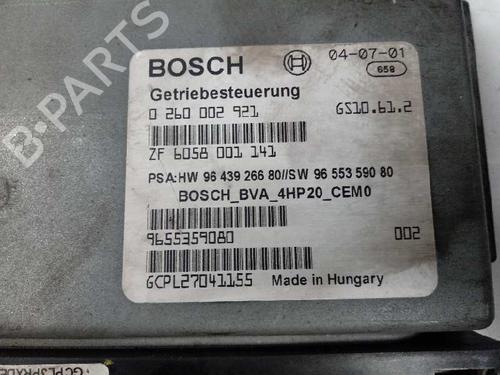 BOSCH 04-07-01
658
Getriebesteuerung
0 260 002 921 GS10.61.2
ZF 6058 001 141
PSA:HW 96 439 266 80//SW 96 553 590 80
BOSCH_BVA_4HP20_CEM0
9655359080 002
GCPL27041155 Made in Hungary
B-PARTS